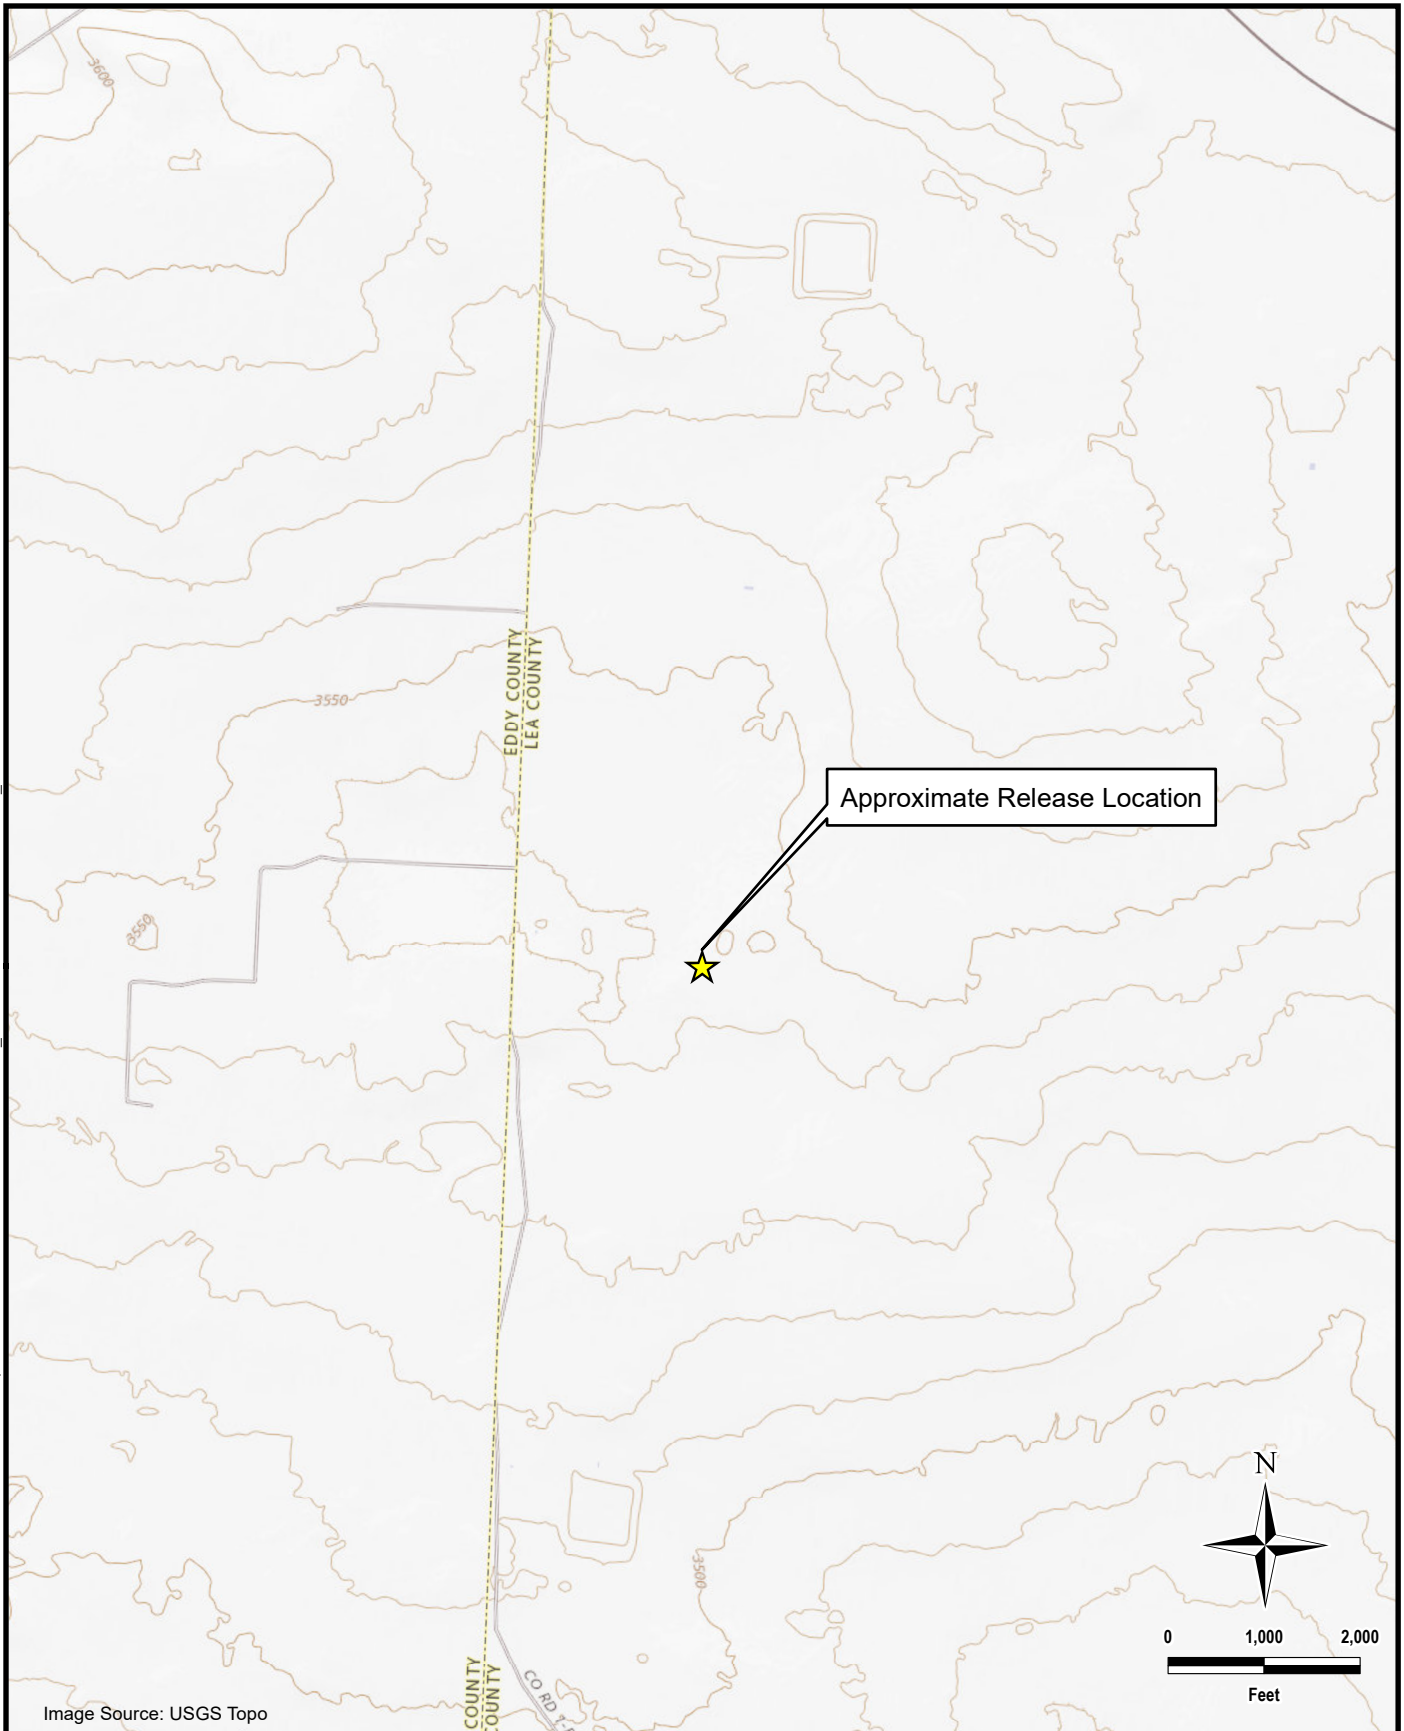 3600
EDDY COUNTY
LEA COUNTY
3550
Approximate Release Location
3550
N
3500
0 1,000 2,000
Feet
COUNTY
COUNTY
CO RD
Image Source: USGS Topo